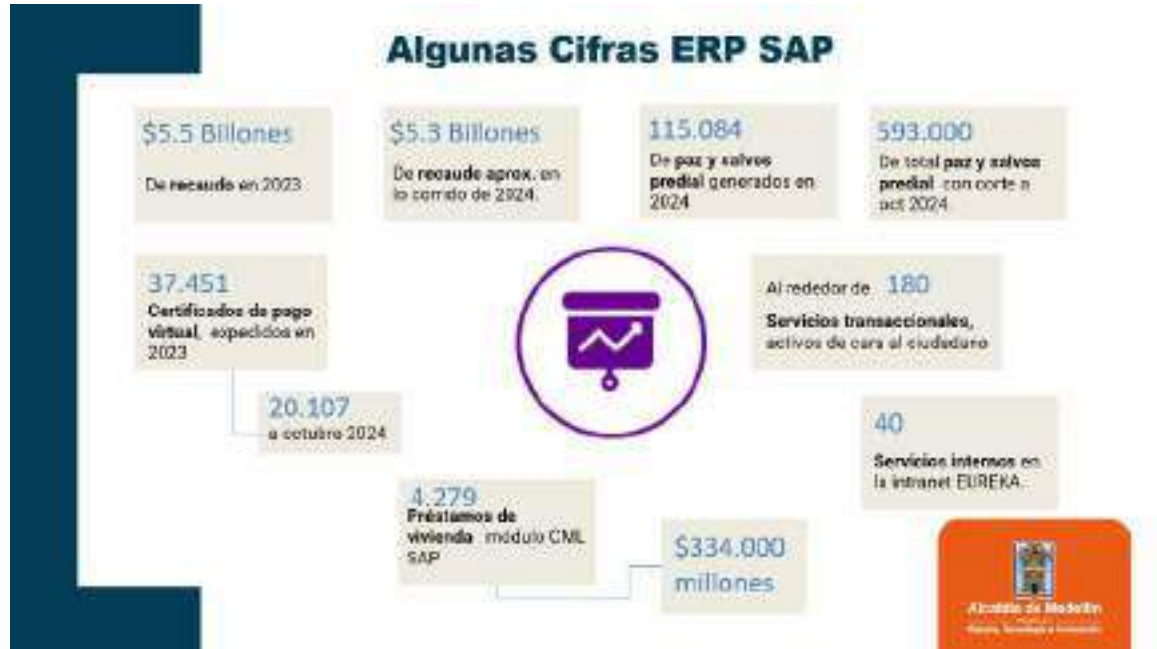 Algunas Cifras ERP SAP
$5.5 Billones
De recaudo en 2023
$5.3 Billones
De recaudo aprox. en
lo corrido de 2024.
115.084
De paz y salvos
predial generados en
2024
593.000
De total paz y salvos
predial con corte a
oct 2024.
37.451
Certificados de pago
virtual, expedidos en
2023
20.107
a octubre 2024
Al rededor de 180
Servicios transaccionales,
activos de cara al ciudadano
40
Servicios internos en
la intranet EUREKA.
4.279
Préstamos de
vivienda módulo CML
SAP
$334.000
millones
Alcaldía de Medellín